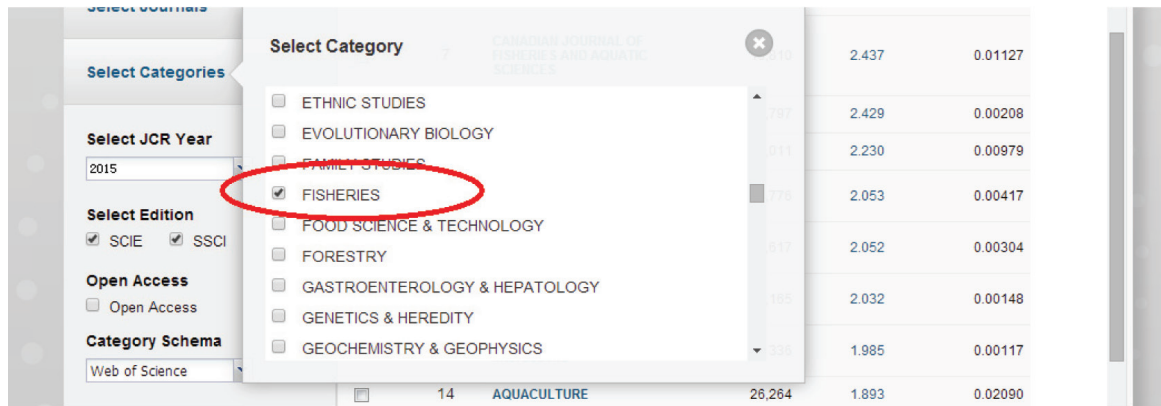 Select Journals
Select Categories
Select JCR Year
2015
Select Edition
SCIE SSCI
Open Access
Open Access
Category Schema
Web of Science
Select Category
ETHNIC STUDIES
EVOLUTIONARY BIOLOGY
FAMILY STUDIES
FISHERIES
FOOD SCIENCE & TECHNOLOGY
FORESTRY
GASTROENTEROLOGY & HEPATOLOGY
GENETICS & HEREDITY
GEOCHEMISTRY & GEOPHYSICS
7 CANADIAN JOURNAL OF FISHERIES AND AQUATIC SCIENCES 2.437 0.01127
2.429 0.00208
2.230 0.00979
2.053 0.00417
2.052 0.00304
2.032 0.00148
1.985 0.00117
14 AQUACULTURE 26,264 1.893 0.02090